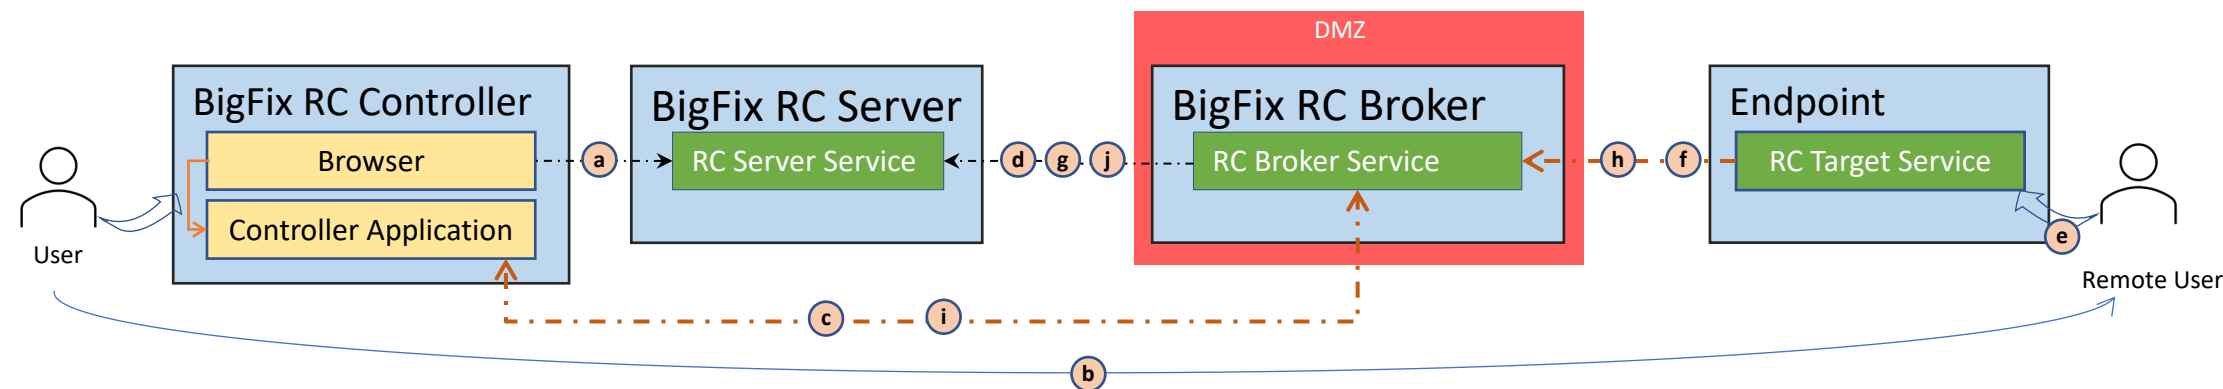 DMZ
BigFix RC Controller
BigFix RC Server
BigFix RC Broker
Endpoint
Browser
a
RC Server Service
d
g
j
RC Broker Service
h
f
RC Target Service
Controller Application
e
User
Remote User
c
i
b